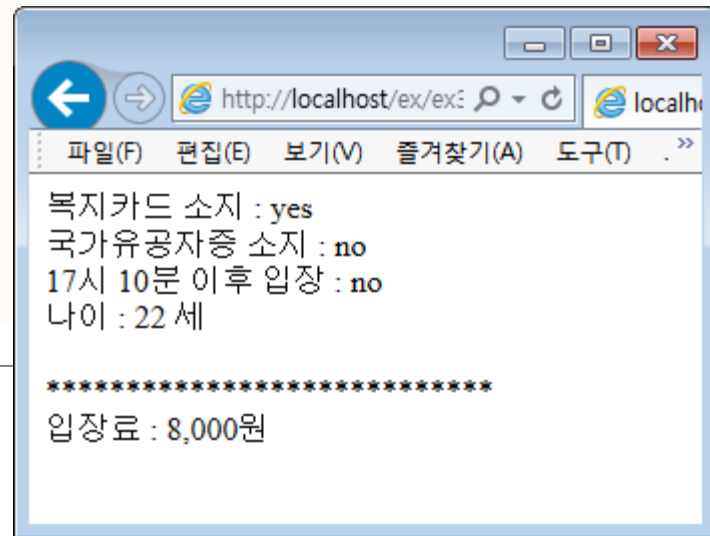 http://localhost/ex/ex3
localh
파일(F) 편집(E) 보기(V) 즐겨찾기(A) 도구(T) . »
복지카드 소지 : yes
국가유공자증 소지 : no
17시 10분 이후 입장 : no
나이 : 22 세
****************************
입장료 : 8,000원